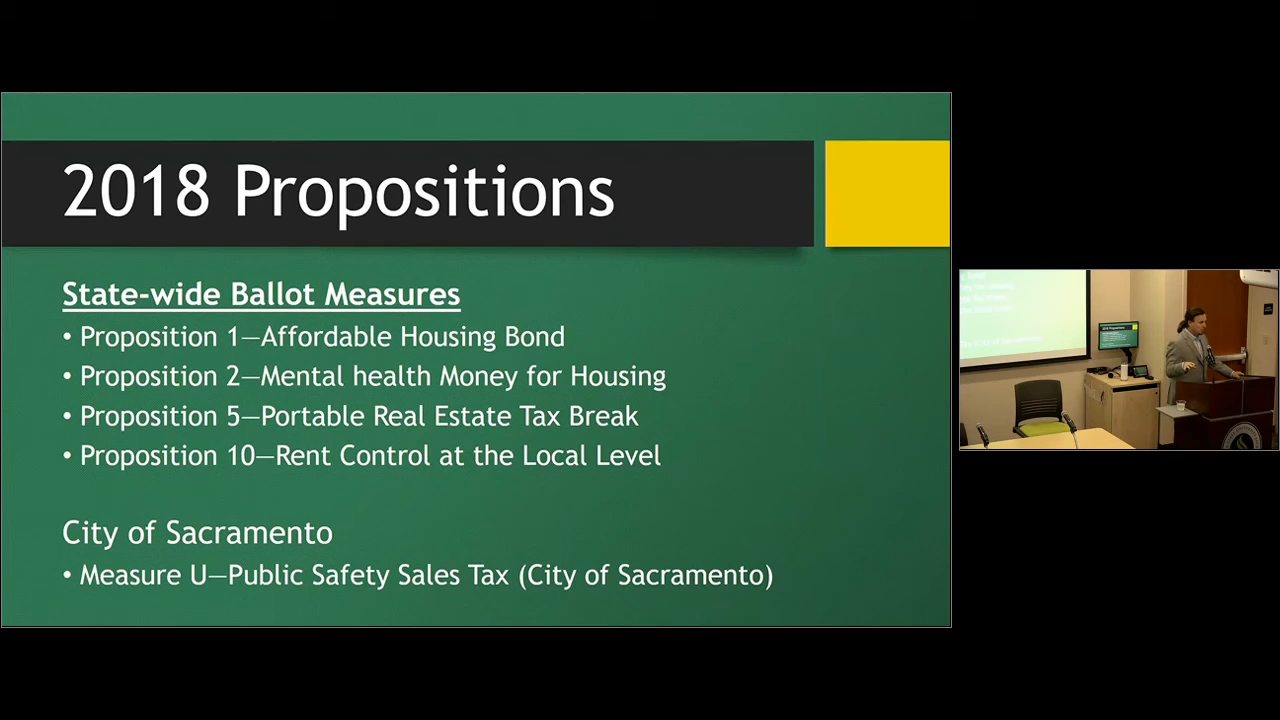 2018 Propositions
State-wide Ballot Measures
• Proposition 1—Affordable Housing Bond
• Proposition 2—Mental health Money for Housing
• Proposition 5—Portable Real Estate Tax Break
• Proposition 10—Rent Control at the Local Level
City of Sacramento
• Measure U—Public Safety Sales Tax (City of Sacramento)